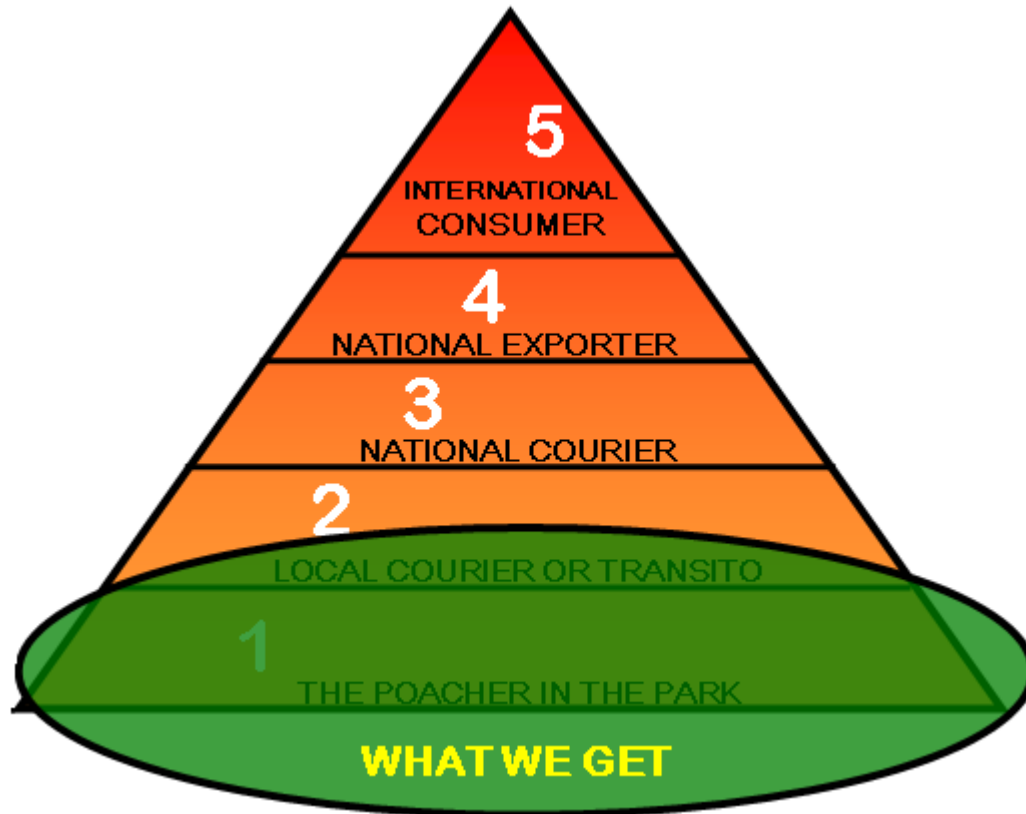 5
INTERNATIONAL
CONSUMER
4
NATIONAL EXPORTER
3
NATIONAL COURIER
2
LOCAL COURIER OR TRANSITO
1
THE POACHER IN THE PARK
WHAT WE GET